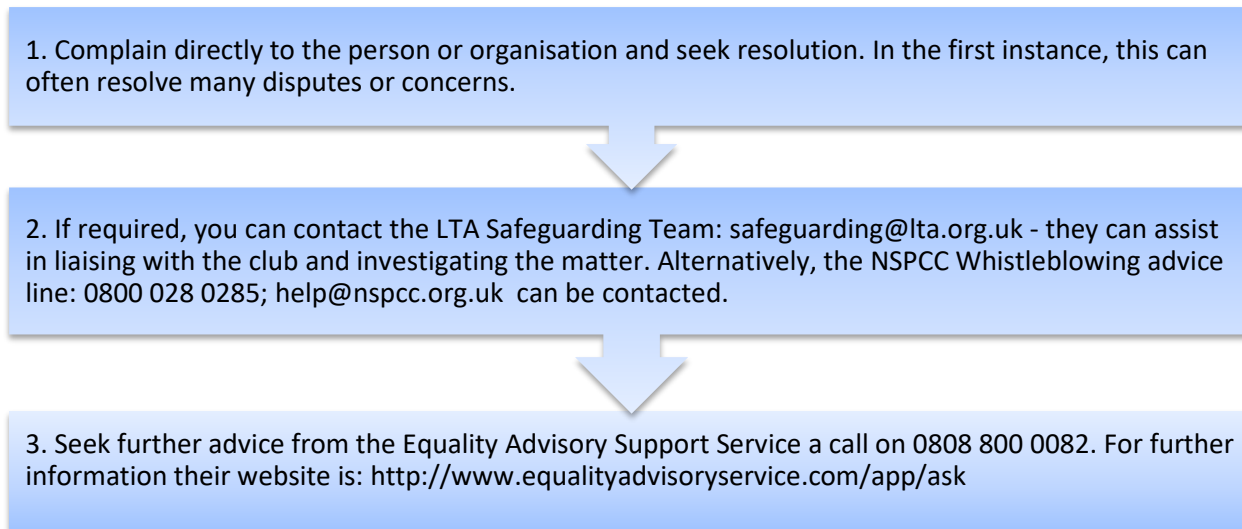 1. Complain directly to the person or organisation and seek resolution. In the first instance, this can
often resolve many disputes or concerns.
2. If required, you can contact the LTA Safeguarding Team: safeguarding@lta.org.uk - they can assist
in liaising with the club and investigating the matter. Alternatively, the NSPCC Whistleblowing advice
line: 0800 028 0285; help@nspcc.org.uk  can be contacted.
3. Seek further advice from the Equality Advisory Support Service a call on 0808 800 0082. For further
information their website is: http://www.equalityadvisoryservice.com/app/ask